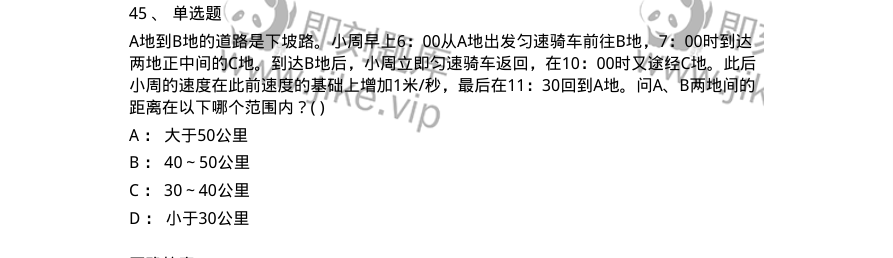 45 、 单选题
A地到B地的道路是下坡路。小周早上6：00从A地出发匀速骑车前往B地，7：00时到达
两地正中间的C地。到达B地后，小周立即匀速骑车返回，在10：00时又途经C地。此后
小周的速度在此前速度的基础上增加1米/秒，最后在11：30回到A地。问A、B两地间的
距离在以下哪个范围内？( )
A： 大于50公里
B： 40～50公里
C： 30～40公里
D： 小于30公里
即刻题库
www.jike.vip